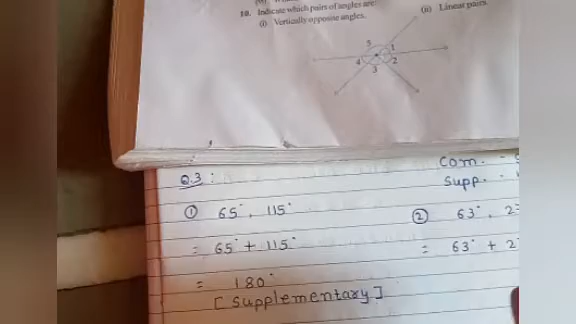 10. Indicate which pairs of angles are:
(i) Vertically opposite angles.
(ii) Linear pairs.
5
1
4
2
3
Q.3 :
Com. -
Supp. -
① 65°, 115°
= 65° + 115°
= 180°
[Supplementary]
② 63°, 2
= 63° + 2